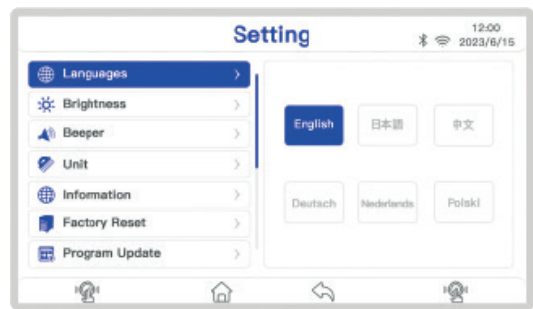 Setting
12:00
2023/6/15
Languages
Brightness
Beeper
Unit
Information
Factory Reset
Program Update
English 日本語 中文
Deutsch Nederlands Polski